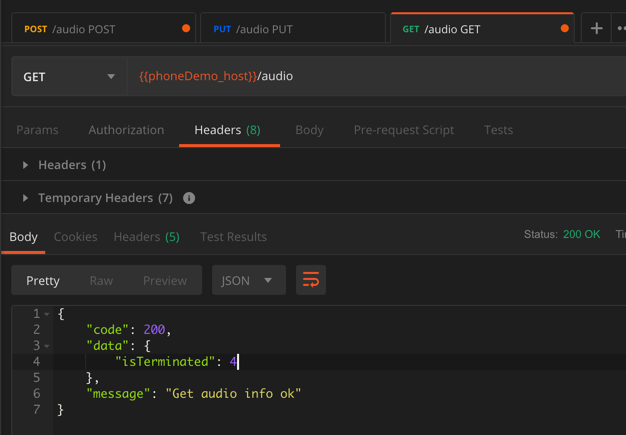 POST /audio POST PUT /audio PUT GET /audio GET
GET {{phoneDemo_host}}/audio
Params Authorization Headers (8) Body Pre-request Script Tests
Headers (1)
Temporary Headers (7)
Body Cookies Headers (5) Test Results Status: 200 OK
Pretty Raw Preview JSON
1 {
2 "code": 200,
3 "data": {
4 "isTerminated": 4
5 },
6 "message": "Get audio info ok"
7 }